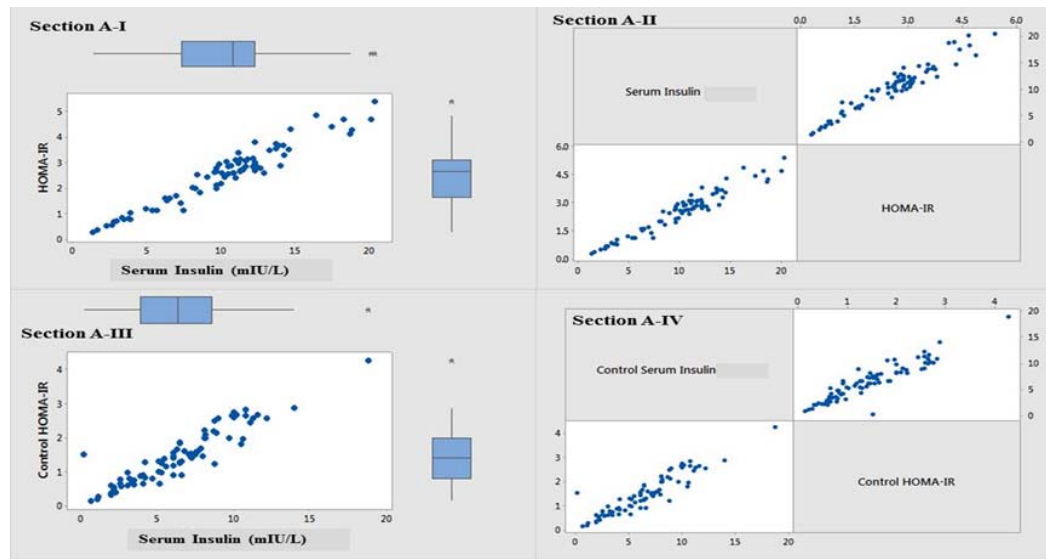 Section A-I
HOMA-IR
5
4
3
2
1
0
0 5 10 15 20
Serum Insulin (mIU/L)
Section A-II
0.0 1.5 3.0 4.5 6.0
Serum Insulin
20
15
10
5
0
6.0
4.5
3.0
1.5
0.0
HOMA-IR
0 5 10 15 20
Section A-III
Control HOMA-IR
4
3
2
1
0
0 5 10 15 20
Serum Insulin (mIU/L)
Section A-IV
0 1 2 3 4
Control Serum Insulin
20
15
10
5
0
4
3
2
1
0
Control HOMA-IR
0 5 10 15 20